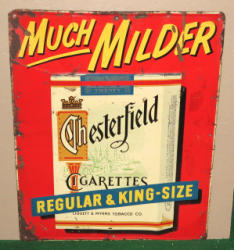 MUCH MILDER
Chesterfield
CIGARETTES
REGULAR & KING-SIZE
LIGGETT & MYERS TOBACCO CO.